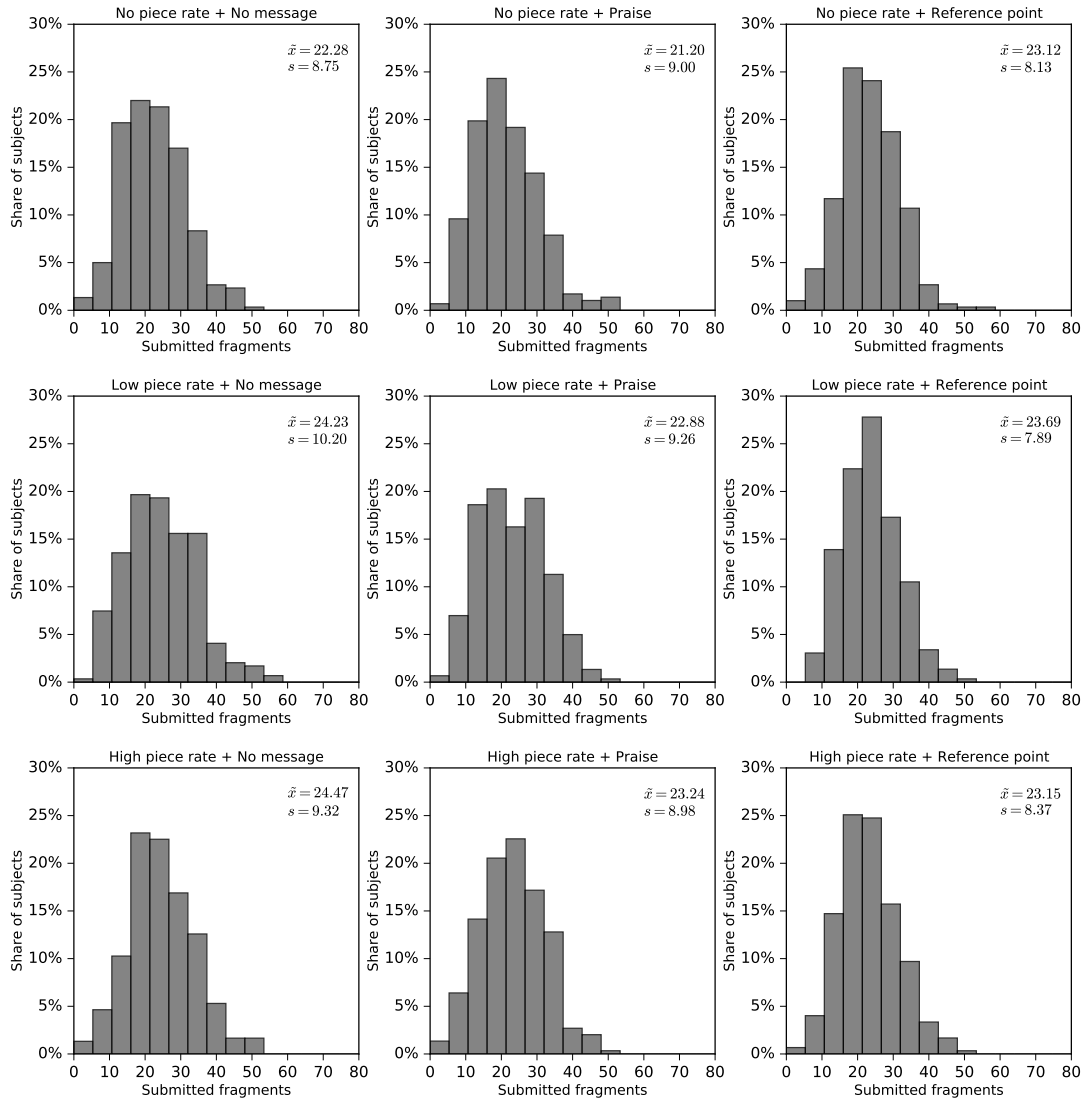 No piece rate + No message
30%
25%
20%
15%
10%
5%
0%
Share of subjects
x̃ = 22.28
s = 8.75
0 10 20 30 40 50 60 70 80
Submitted fragments
No piece rate + Praise
30%
25%
20%
15%
10%
5%
0%
Share of subjects
x̃ = 21.20
s = 9.00
0 10 20 30 40 50 60 70 80
Submitted fragments
No piece rate + Reference point
30%
25%
20%
15%
10%
5%
0%
Share of subjects
x̃ = 23.12
s = 8.13
0 10 20 30 40 50 60 70 80
Submitted fragments
Low piece rate + No message
30%
25%
20%
15%
10%
5%
0%
Share of subjects
x̃ = 24.23
s = 10.20
0 10 20 30 40 50 60 70 80
Submitted fragments
Low piece rate + Praise
30%
25%
20%
15%
10%
5%
0%
Share of subjects
x̃ = 22.88
s = 9.26
0 10 20 30 40 50 60 70 80
Submitted fragments
Low piece rate + Reference point
30%
25%
20%
15%
10%
5%
0%
Share of subjects
x̃ = 23.69
s = 7.89
0 10 20 30 40 50 60 70 80
Submitted fragments
High piece rate + No message
30%
25%
20%
15%
10%
5%
0%
Share of subjects
x̃ = 24.47
s = 9.32
0 10 20 30 40 50 60 70 80
Submitted fragments
High piece rate + Praise
30%
25%
20%
15%
10%
5%
0%
Share of subjects
x̃ = 23.24
s = 8.98
0 10 20 30 40 50 60 70 80
Submitted fragments
High piece rate + Reference point
30%
25%
20%
15%
10%
5%
0%
Share of subjects
x̃ = 23.15
s = 8.37
0 10 20 30 40 50 60 70 80
Submitted fragments